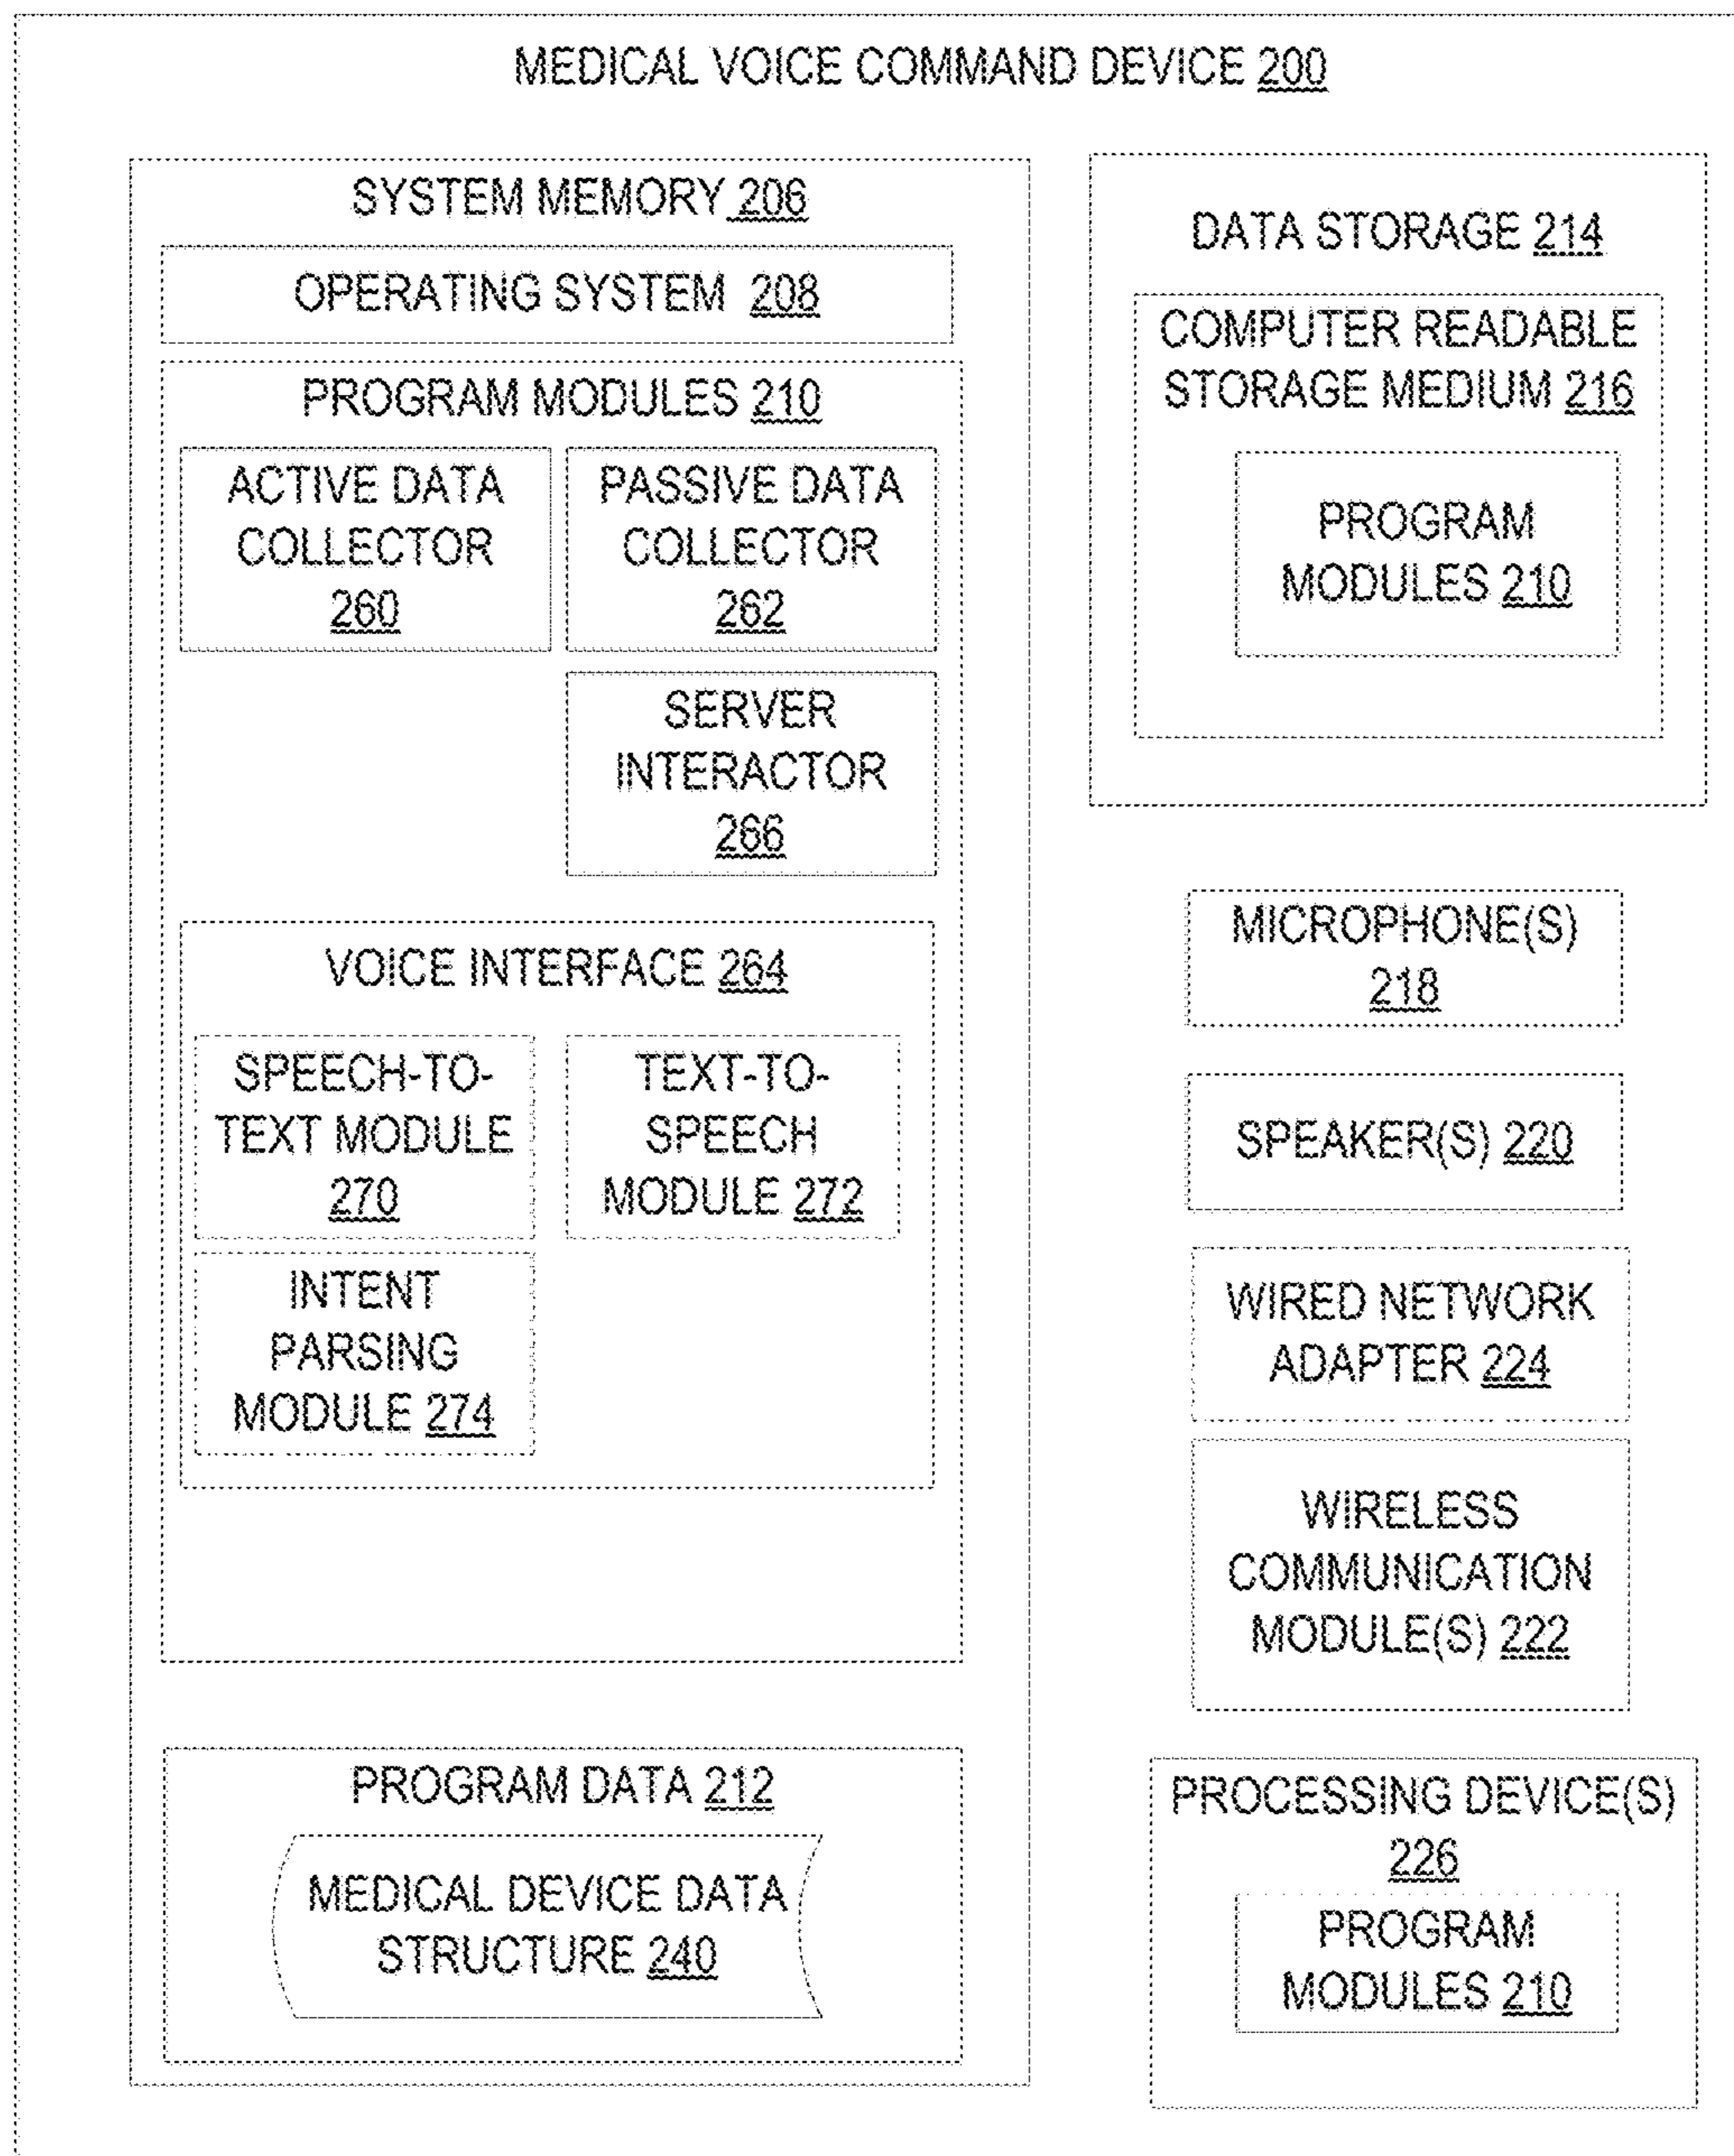 MEDICAL VOICE COMMAND DEVICE 200
SYSTEM MEMORY 206
OPERATING SYSTEM 208
PROGRAM MODULES 210
ACTIVE DATA
COLLECTOR
260
PASSIVE DATA
COLLECTOR
262
SERVER
INTERACTOR
266
VOICE INTERFACE 264
SPEECH-TO-
TEXT MODULE
270
TEXT-TO-
SPEECH
MODULE 272
INTENT
PARSING
MODULE 274
PROGRAM DATA 212
MEDICAL DEVICE DATA
STRUCTURE 240
DATA STORAGE 214
COMPUTER READABLE
STORAGE MEDIUM 216
PROGRAM
MODULES 210
MICROPHONE(S)
218
SPEAKER(S) 220
WIRED NETWORK
ADAPTER 224
WIRELESS
COMMUNICATION
MODULE(S) 222
PROCESSING DEVICE(S)
226
PROGRAM
MODULES 210